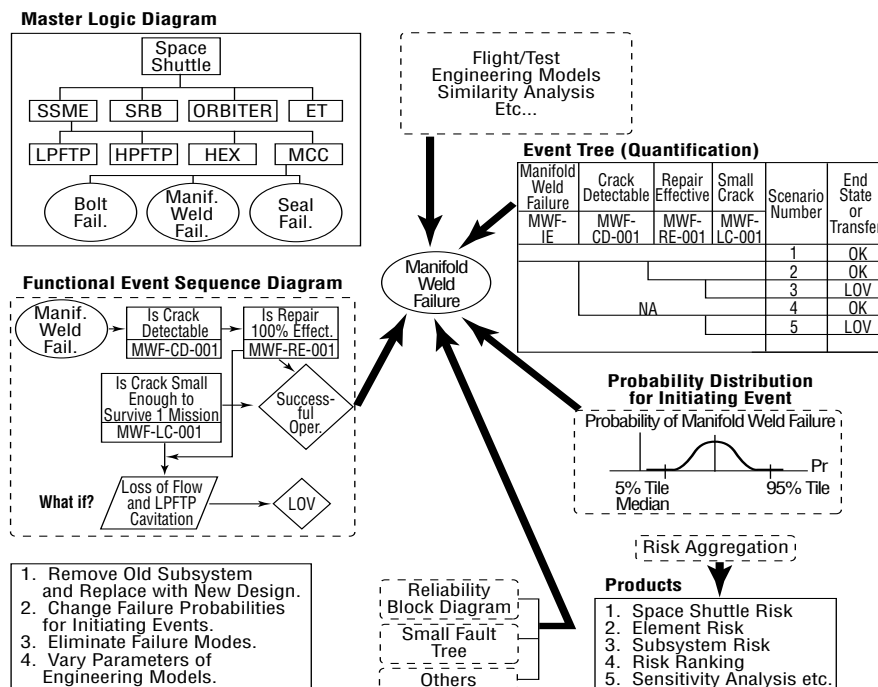 Master Logic Diagram
Space
Shuttle
SSME
SRB
ORBITER
ET
LPFTP
HPFTP
HEX
MCC
Bolt
Fail.
Manif.
Weld
Fail.
Seal
Fail.
Flight/Test
Engineering Models
Similarity Analysis
Etc...
Event Tree (Quantification)
Manifold
Weld
Failure
Crack
Detectable
Repair
Effective
Small
Crack
Scenario
Number
End
State
or
Transfer
MWF-
IE
MWF-
CD-001
MWF-
RE-001
MWF-
LC-001
1 OK
2 OK
3 LOV
NA 4 OK
5 LOV
Manifold
Weld
Failure
Functional Event Sequence Diagram
Manif.
Weld
Fail.
Is Crack
Detectable
MWF-CD-001
Is Repair
100% Effect.
MWF-RE-001
Is Crack Small
Enough to
Survive 1 Mission
MWF-LC-001
Success-
ful
Oper.
What if?
Loss of Flow
and LPFTP
Cavitation
LOV
Probability Distribution
for Initiating Event
Probability of Manifold Weld Failure
Pr
5% Tile
Median
95% Tile
Risk Aggregation
1. Remove Old Subsystem
and Replace with New Design.
2. Change Failure Probabilities
for Initiating Events.
3. Eliminate Failure Modes.
4. Vary Parameters of
Engineering Models.
Reliability
Block Diagram
Small Fault
Tree
Others
Products
1. Space Shuttle Risk
2. Element Risk
3. Subsystem Risk
4. Risk Ranking
5. Sensitivity Analysis etc.